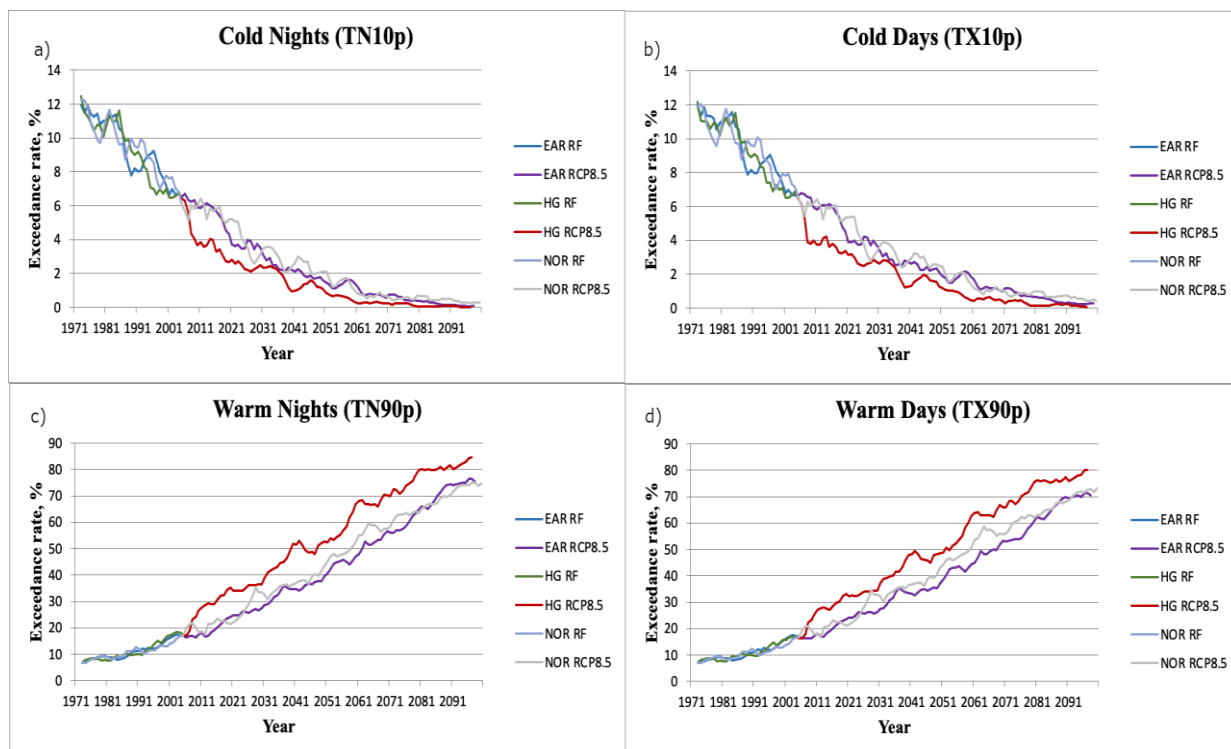 a)
Cold Nights (TN10p)
Exceedance rate, %
14
12
10
8
6
4
2
0
1971 1981 1991 2001 2011 2021 2031 2041 2051 2061 2071 2081 2091
Year
EAR RF
EAR RCP8.5
HG RF
HG RCP8.5
NOR RF
NOR RCP8.5
b)
Cold Days (TX10p)
Exceedance rate, %
14
12
10
8
6
4
2
0
1971 1981 1991 2001 2011 2021 2031 2041 2051 2061 2071 2081 2091
Year
EAR RF
EAR RCP8.5
HG RF
HG RCP8.5
NOR RF
NOR RCP8.5
c)
Warm Nights (TN90p)
Exceedance rate, %
90
80
70
60
50
40
30
20
10
0
1971 1981 1991 2001 2011 2021 2031 2041 2051 2061 2071 2081 2091
Year
EAR RF
EAR RCP8.5
HG RF
HG RCP8.5
NOR RF
NOR RCP8.5
d)
Warm Days (TX90p)
Exceedance rate, %
90
80
70
60
50
40
30
20
10
0
1971 1981 1991 2001 2011 2021 2031 2041 2051 2061 2071 2081 2091
Year
EAR RF
EAR RCP8.5
HG RF
HG RCP8.5
NOR RF
NOR RCP8.5